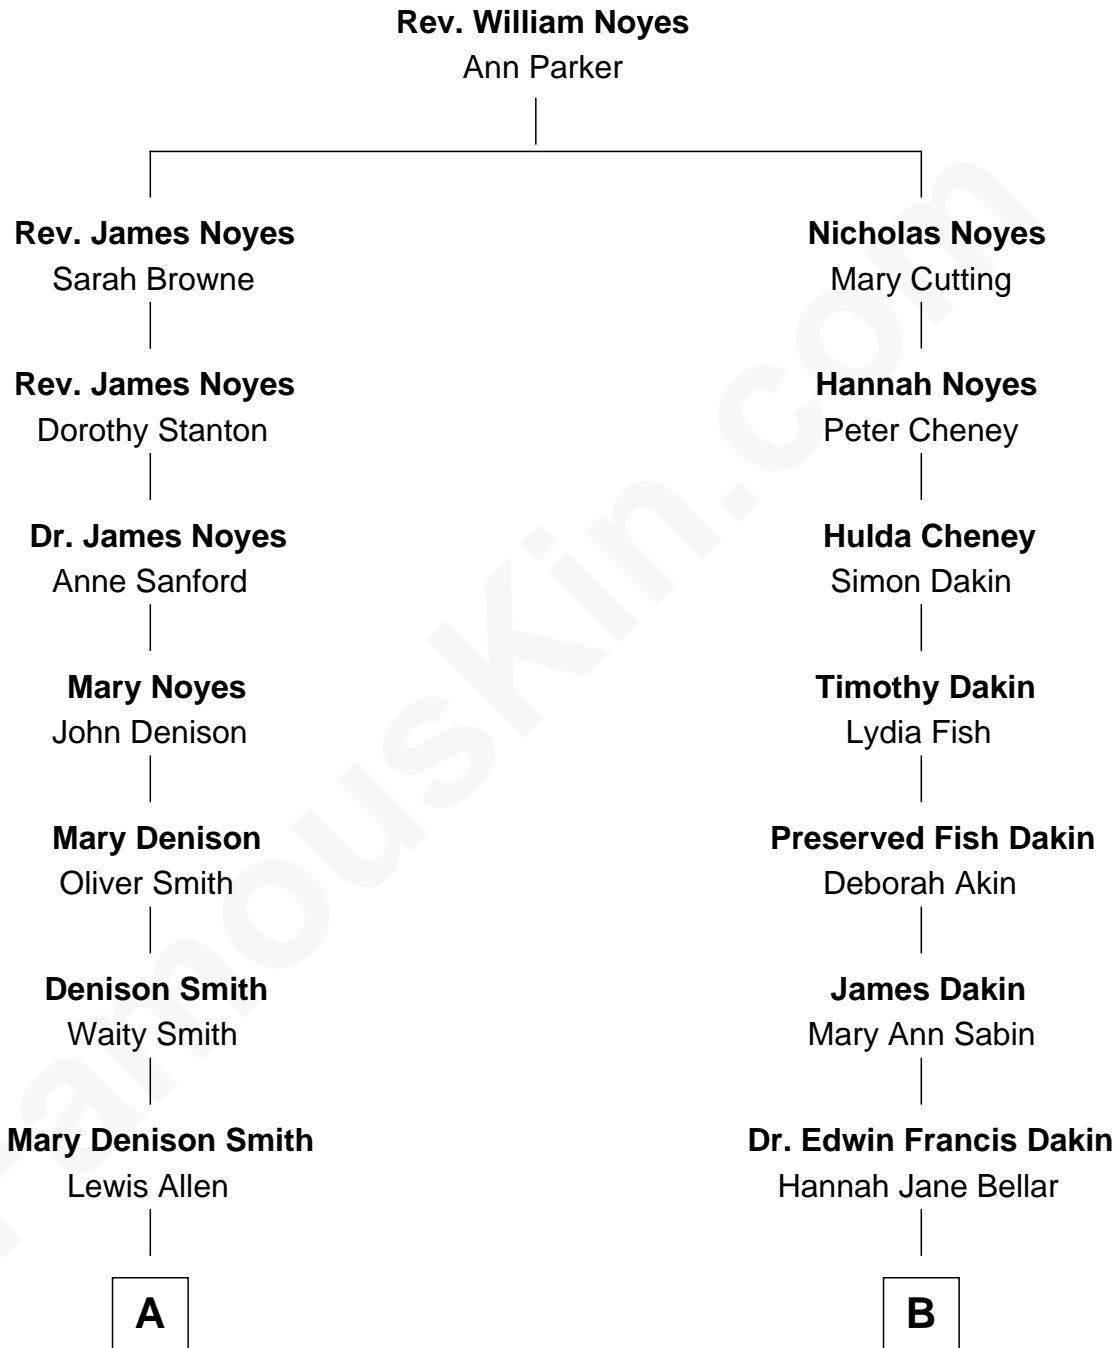 Rev. William Noyes
Ann Parker
Rev. James Noyes
Sarah Browne
Nicholas Noyes
Mary Cutting
Rev. James Noyes
Dorothy Stanton
Hannah Noyes
Peter Cheney
Dr. James Noyes
Anne Sanford
Hulda Cheney
Simon Dakin
Mary Noyes
John Denison
Timothy Dakin
Lydia Fish
Mary Denison
Oliver Smith
Preserved Fish Dakin
Deborah Akin
Denison Smith
Waity Smith
James Dakin
Mary Ann Sabin
Mary Denison Smith
Lewis Allen
Dr. Edwin Francis Dakin
Hannah Jane Bellar
A
B
FamousKin.com